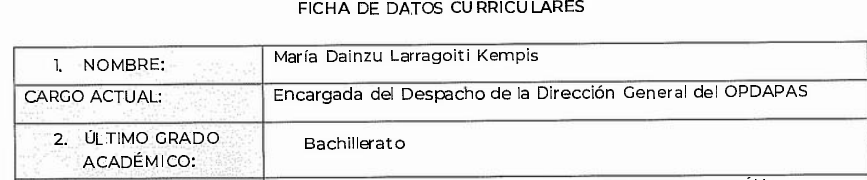 FICHA DE DATOS CURRICULARES
1. NOMBRE: María Dainzu Larragoiti Kempis
CARGO ACTUAL: Encargada del Despacho de la Dirección General del OPDAPAS
2. ÚLTIMO GRADO
ACADÉMICO: Bachillerato